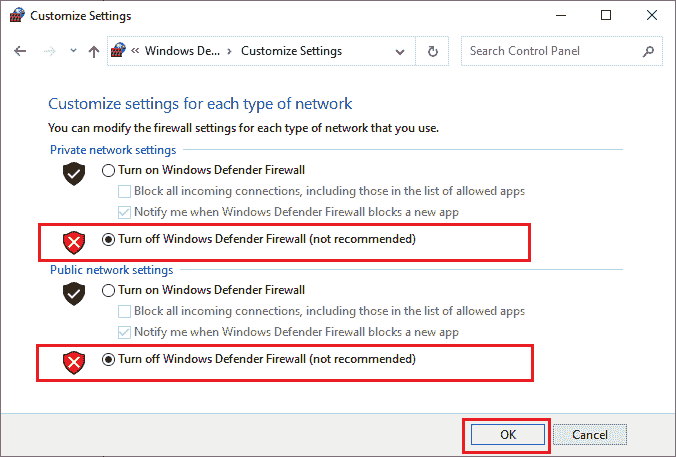 Customize Settings
« Windows De... › Customize Settings
Search Control Panel
Customize settings for each type of network
You can modify the firewall settings for each type of network that you use.
Private network settings
Turn on Windows Defender Firewall
Block all incoming connections, including those in the list of allowed apps
Notify me when Windows Defender Firewall blocks a new app
Turn off Windows Defender Firewall (not recommended)
Public network settings
Turn on Windows Defender Firewall
Block all incoming connections, including those in the list of allowed apps
Notify me when Windows Defender Firewall blocks a new app
Turn off Windows Defender Firewall (not recommended)
OK Cancel